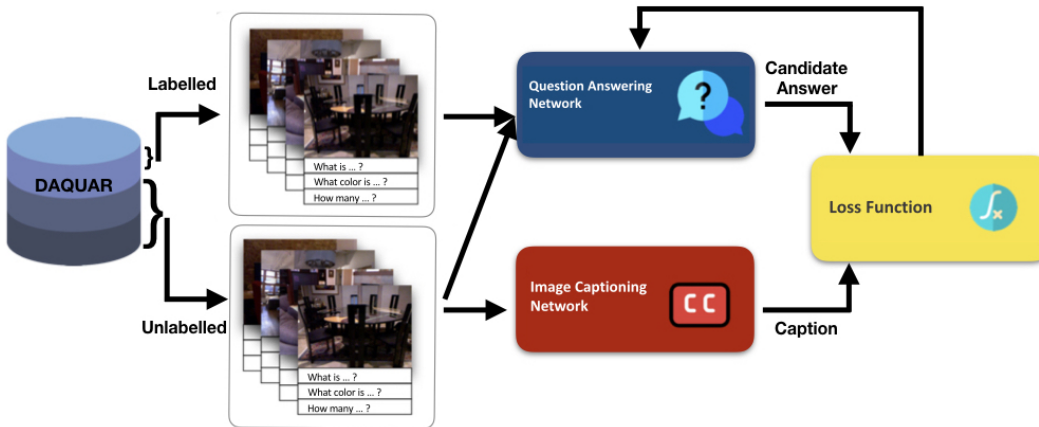 Labelled
DAQUAR
Unlabelled
What is ... ?
What color is ... ?
How many ... ?
What is ... ?
What color is ... ?
How many ... ?
Question Answering
Network
?
Candidate
Answer
Loss Function
∫x
Image Captioning
Network
CC
Caption